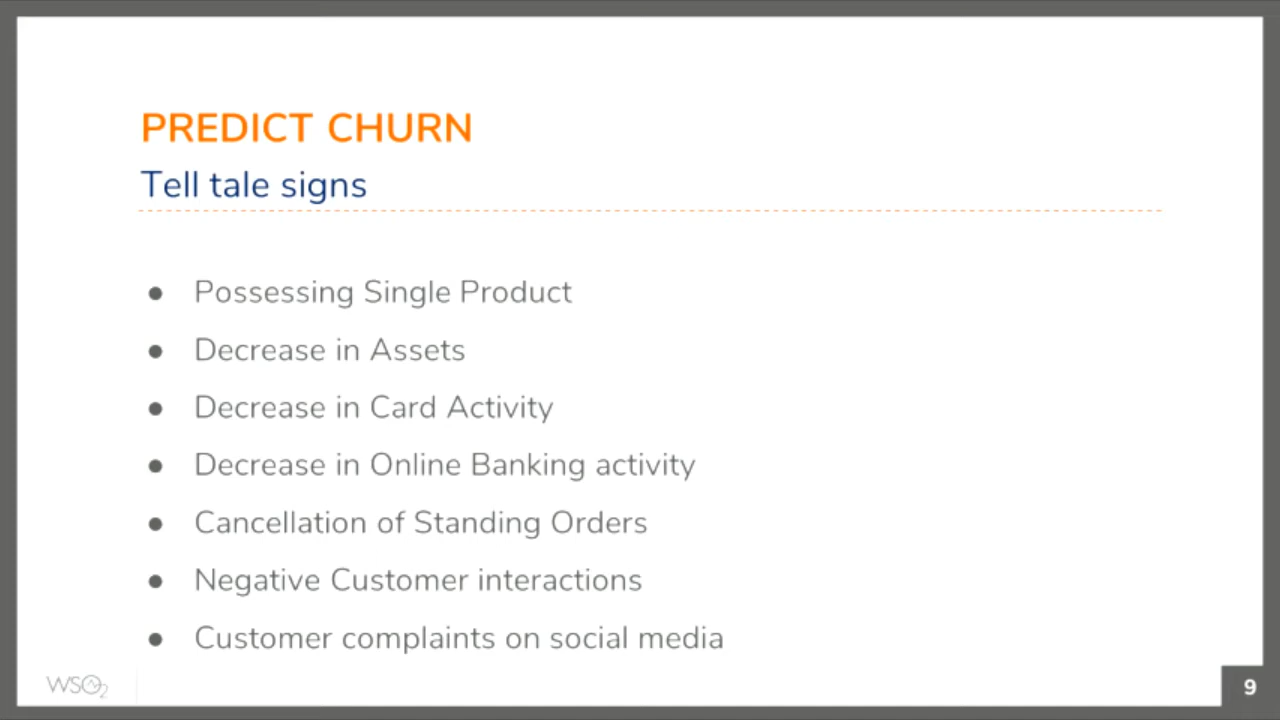 PREDICT CHURN
Tell tale signs
● Possessing Single Product
● Decrease in Assets
● Decrease in Card Activity
● Decrease in Online Banking activity
● Cancellation of Standing Orders
● Negative Customer interactions
● Customer complaints on social media
WSO2
9